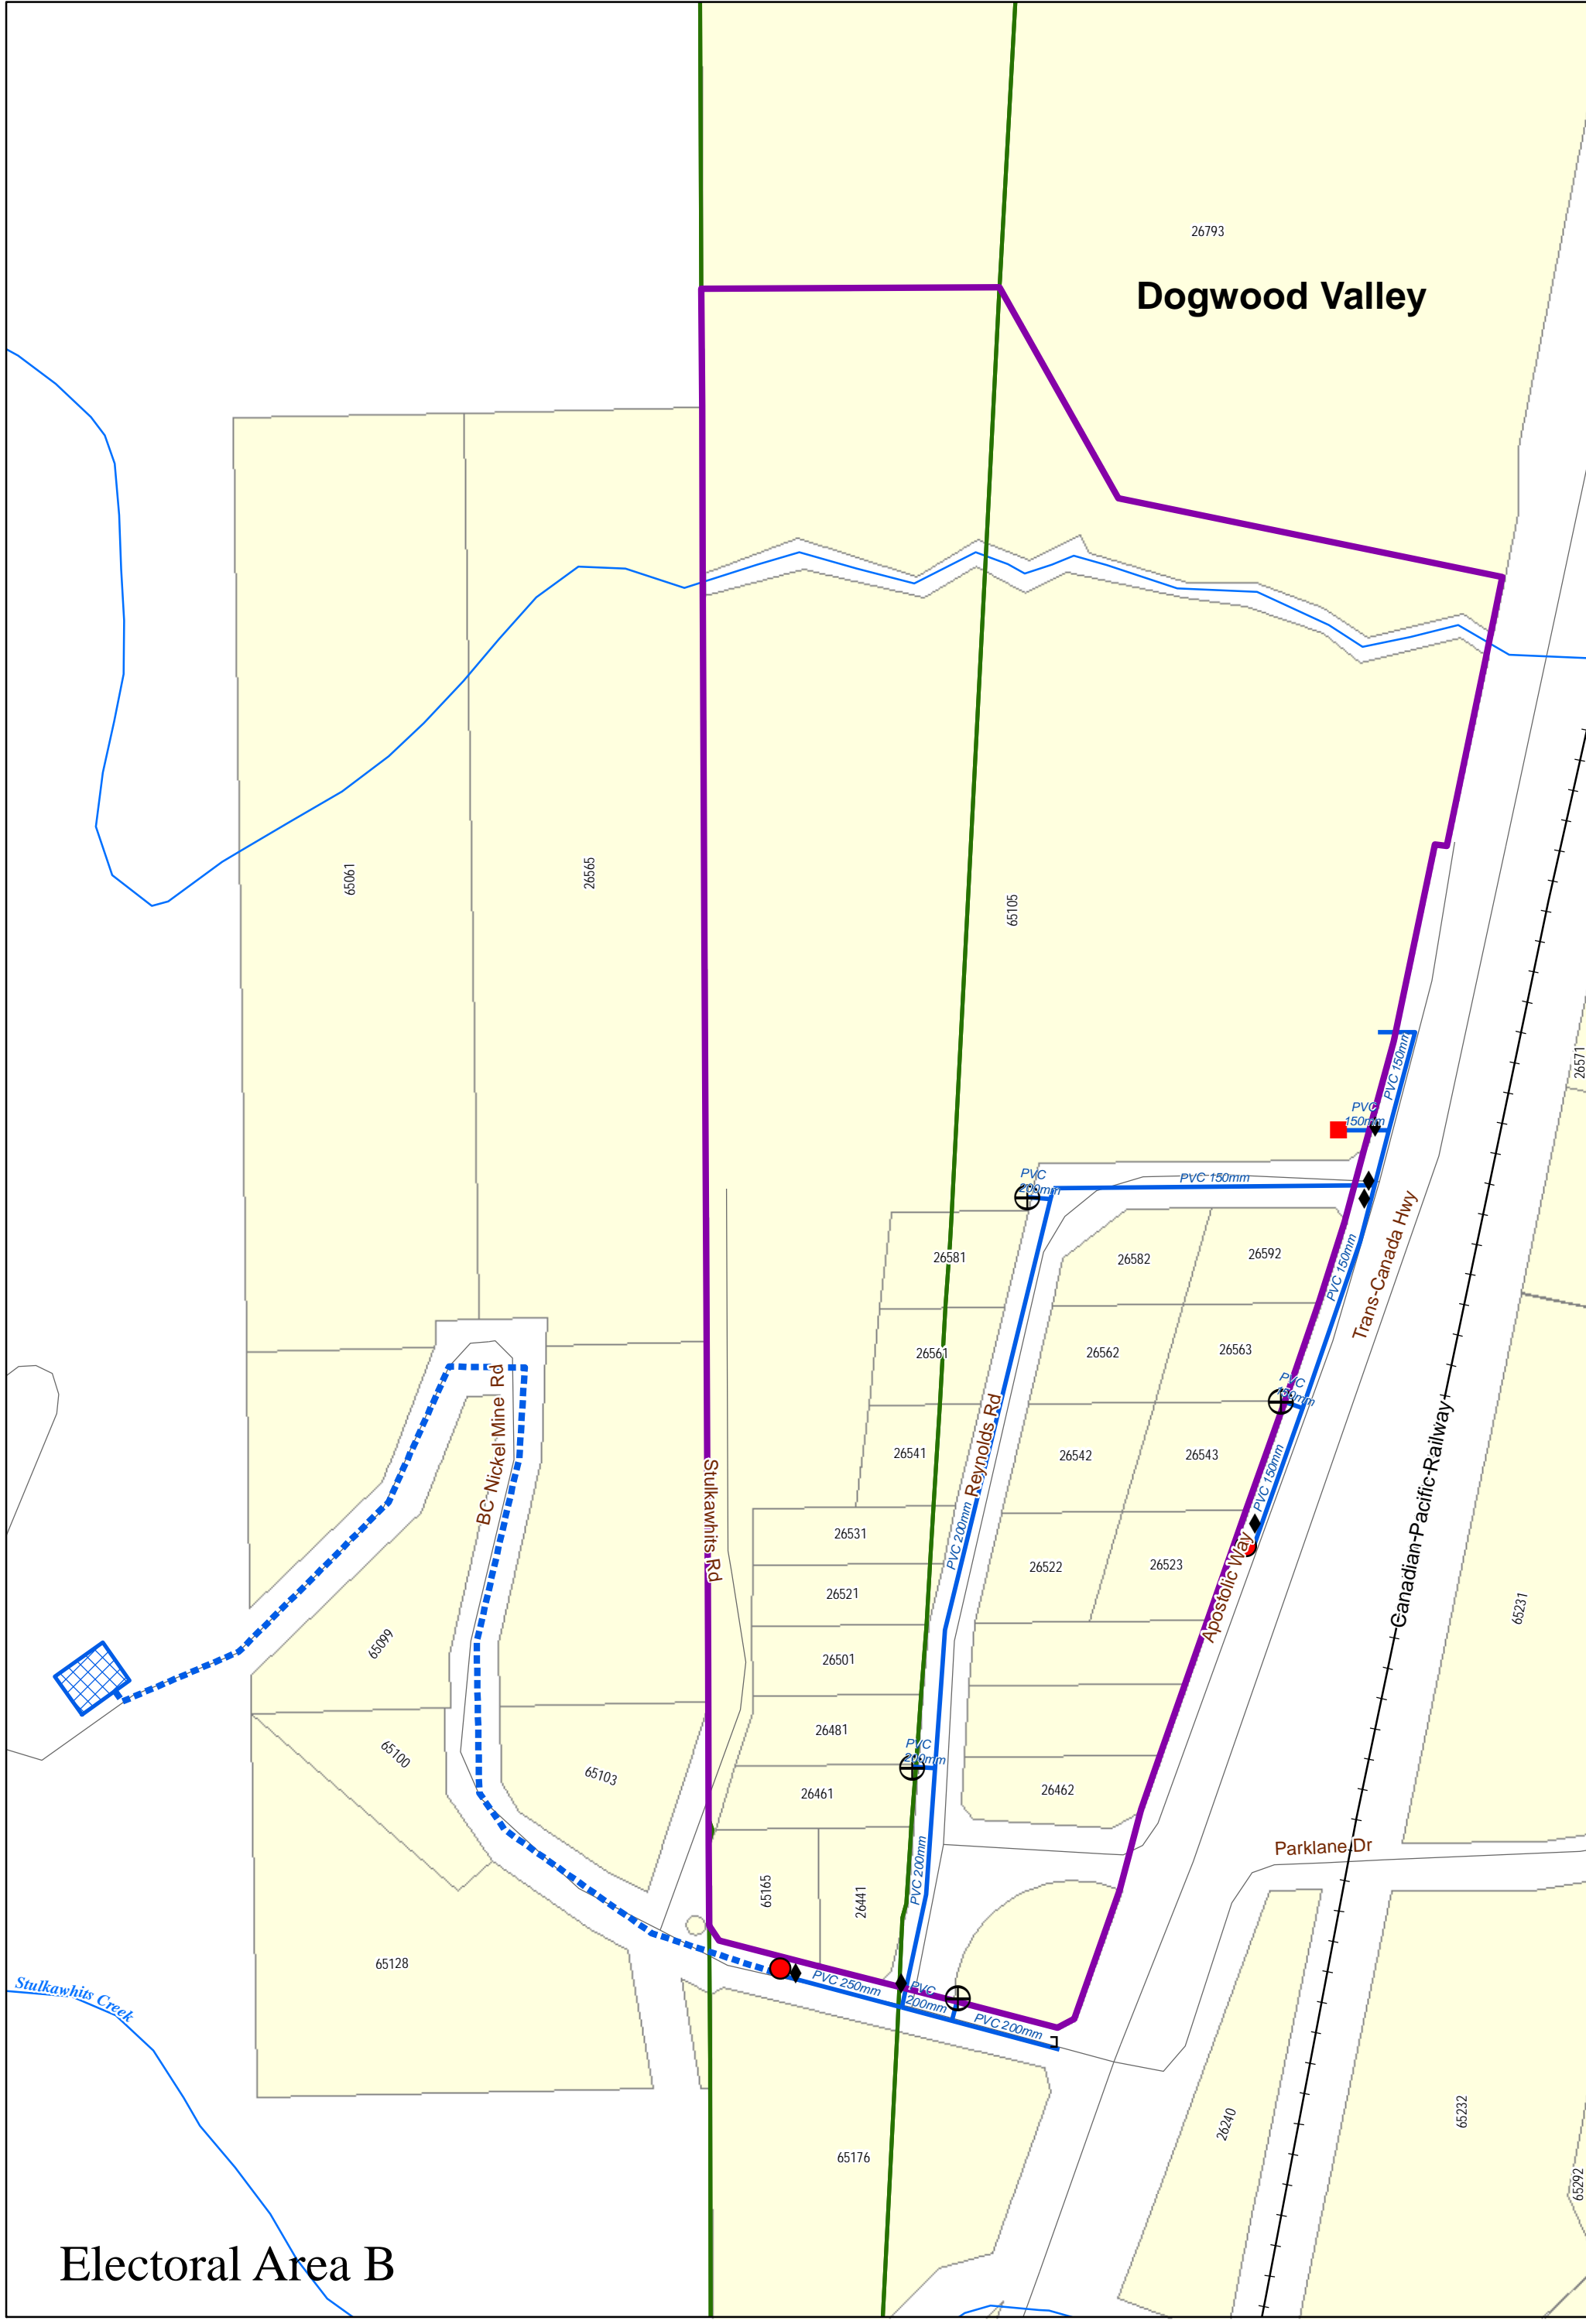 26793
Dogwood Valley
65061
26565
65105
26571
PVC 150mm
PVC
150mm
PVC
200mm
PVC 150mm
Trans-Canada Hwy
26581
26582
26592
PVC 150mm
26561
26562
26563
PVC
150mm
BC Nickel Mine Rd
Stulkawhits Rd
Reynolds Rd
Canadian-Pacific-Railway
26541
26542
26543
PVC 150mm
26531
PVC 200mm
26522
26523
Apostolic Way
26521
65231
65099
26501
26481
PVC
200mm
65100
65103
26461
26462
Parklane Dr
PVC 200mm
65165
26441
65128
Stulkawhits Creek
PVC 250mm
PVC
200mm
PVC 200mm
26240
65232
65176
65292
Electoral Area B